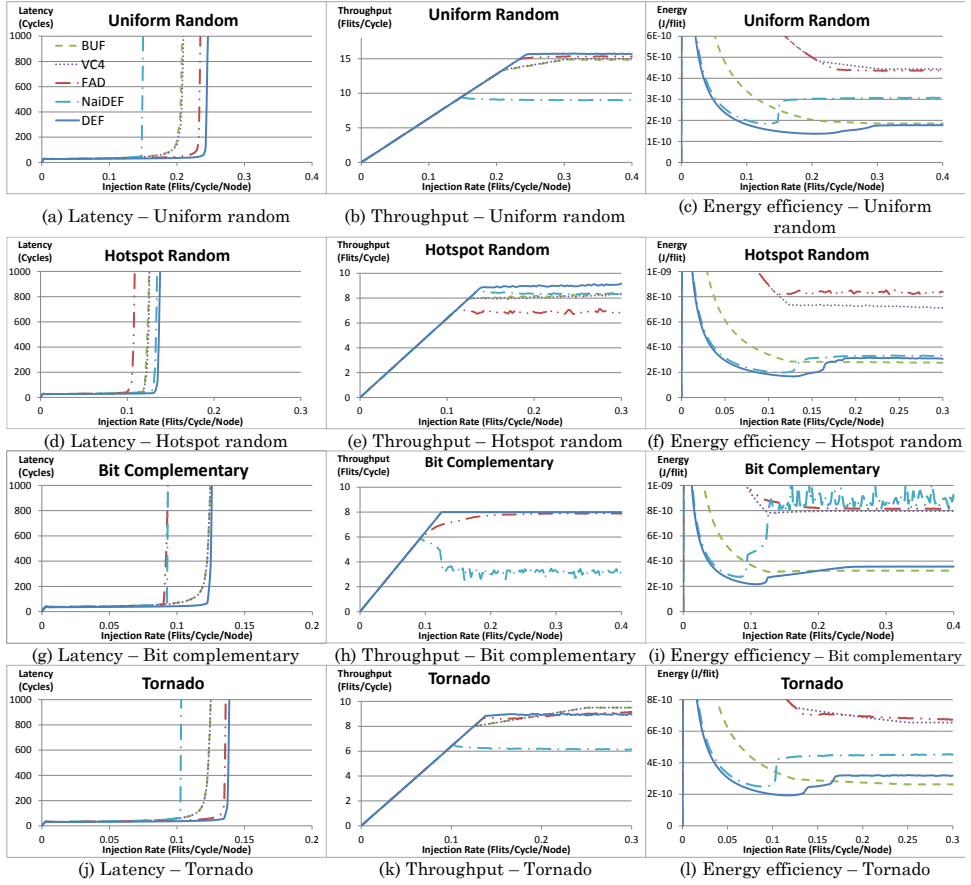 Latency
(Cycles)
Uniform Random
1000
800
600
400
200
0
BUF
VC4
FAD
NaiDEF
DEF
0 0.1 0.2 0.3 0.4
Injection Rate (Flits/Cycle/Node)
(a) Latency – Uniform random
Throughput
(Flits/Cycle)
Uniform Random
15
10
5
0
0 0.1 0.2 0.3 0.4
Injection Rate (Flits/Cycle/Node)
(b) Throughput – Uniform random
Energy
(J/flit)
Uniform Random
6E-10
5E-10
4E-10
3E-10
2E-10
1E-10
0 0.1 0.2 0.3 0.4
Injection Rate (Flits/Cycle/Node)
(c) Energy efficiency – Uniform
random
Latency
(Cycles)
Hotspot Random
1000
800
600
400
200
0
0 0.1 0.2 0.3
Injection Rate (Flits/Cycle/Node)
(d) Latency – Hotspot random
Throughput
(Flits/Cycle)
Hotspot Random
10
8
6
4
2
0
0 0.1 0.2 0.3
Injection Rate (Flits/Cycle/Node)
(e) Throughput – Hotspot random
Energy
(J/flit)
Hotspot Random
1E-09
8E-10
6E-10
4E-10
2E-10
0
0 0.05 0.1 0.15 0.2 0.25 0.3
Injection Rate (Flits/Cycle/Node)
(f) Energy efficiency – Hotspot random
Latency
(Cycles)
Bit Complementary
1000
800
600
400
200
0
0 0.05 0.1 0.15 0.2
Injection Rate (Flits/Cycle/Node)
(g) Latency – Bit complementary
Throughput
(Flits/Cycle)
Bit Complementary
10
8
6
4
2
0
0 0.1 0.2 0.3 0.4
Injection Rate (Flits/Cycle/Node)
(h) Throughput – Bit complementary
Energy
(J/flit)
Bit Complementary
1E-09
8E-10
6E-10
4E-10
2E-10
0
0 0.1 0.2 0.3 0.4
Injection Rate (Flits/Cycle/Node)
(i) Energy efficiency – Bit complementary
Latency
(Cycles)
Tornado
1000
800
600
400
200
0
0 0.05 0.1 0.15 0.2
Injection Rate (Flits/Cycle/Node)
(j) Latency – Tornado
Throughput
(Flits/Cycle)
Tornado
10
8
6
4
2
0
0 0.1 0.2 0.3
Injection Rate (Flits/Cycle/Node)
(k) Throughput – Tornado
Energy (J/flit)
Tornado
8E-10
6E-10
4E-10
2E-10
0
0 0.05 0.1 0.15 0.2 0.25 0.3
Injection Rate (Flits/Cycle/Node)
(l) Energy efficiency – Tornado